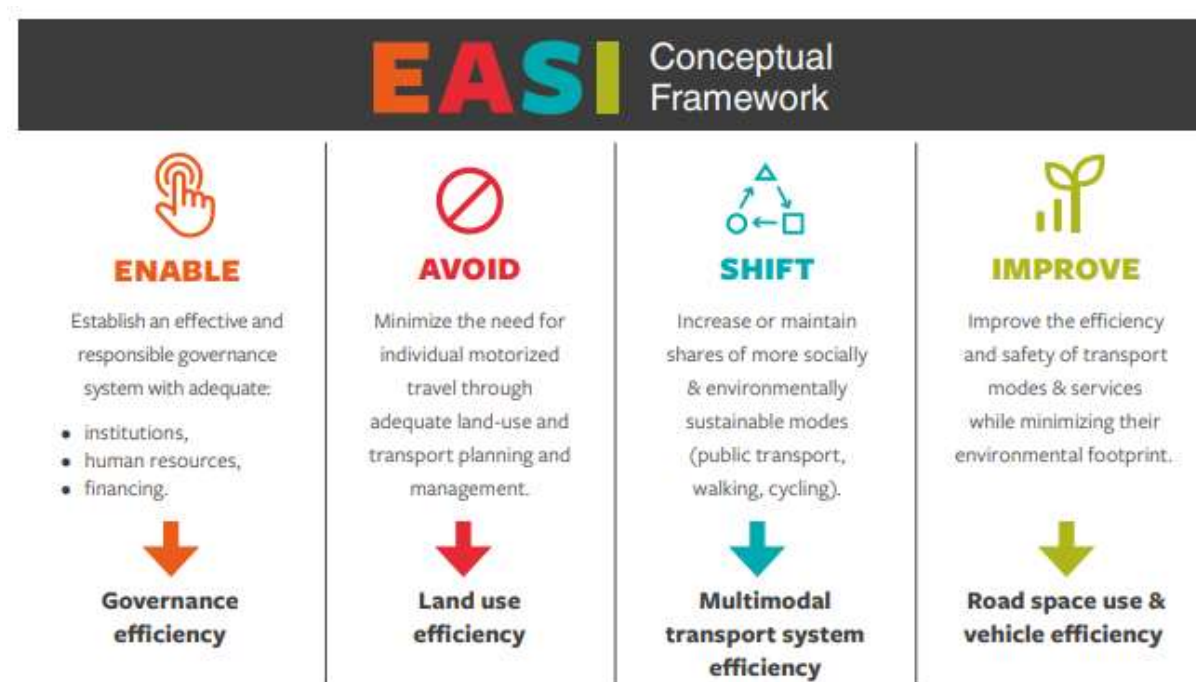 EASI Conceptual
Framework
ENABLE
Establish an effective and
responsible governance
system with adequate:
• institutions,
• human resources,
• financing.
Governance
efficiency
AVOID
Minimize the need for
individual motorized
travel through
adequate land-use and
transport planning and
management.
Land use
efficiency
SHIFT
Increase or maintain
shares of more socially
& environmentally
sustainable modes
(public transport,
walking, cycling).
Multimodal
transport system
efficiency
IMPROVE
Improve the efficiency
and safety of transport
modes & services
while minimizing their
environmental footprint.
Road space use &
vehicle efficiency